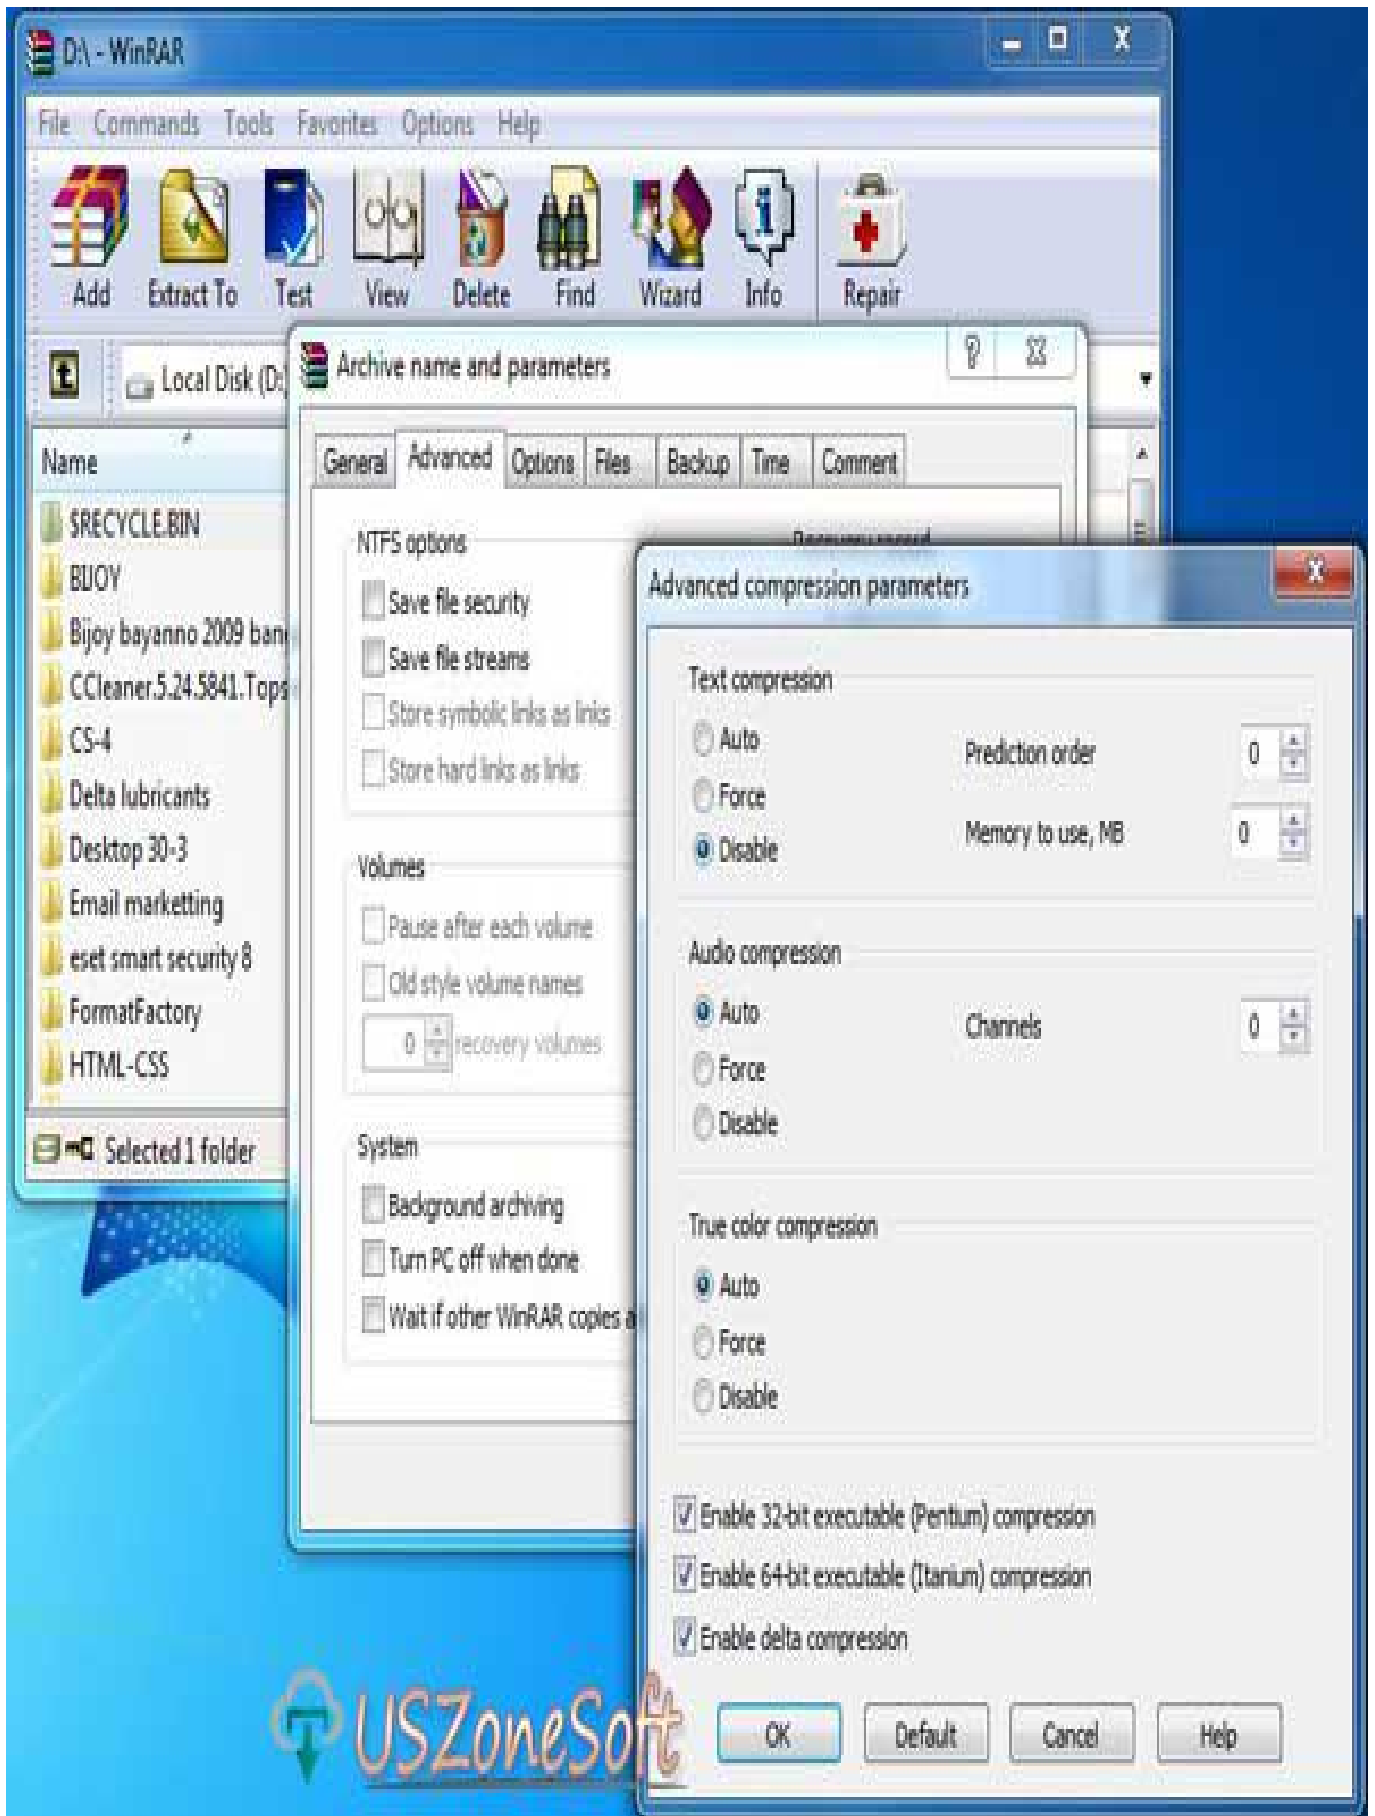 D:\ - WinRAR
File Commands Tools Favorites Options Help
Add Extract To Test View Delete Find Wizard Info Repair
Local Disk (D:
Archive name and parameters
Name
General Advanced Options Files Backup Time Comment
$RECYCLE.BIN
BIJOY
Bijoy bayanno 2009
CCleaner.5.24.5841.Tops
CS-4
Delta lubricants
Desktop 30-3
Email marketting
eset smart security 8
FormatFactory
HTML-CSS
Selected 1 folder
NTFS options
Save file security
Save file streams
Store symbolic links as links
Store hard links as links
Volumes
Pause after each volume
Old style volume names
0 recovery volumes
System
Background archiving
Turn PC off when done
Wait if other WinRAR copies a
Recovery record
Advanced compression parameters
Text compression
Auto
Force
Disable
Prediction order 0
Memory to use, MB 0
Audio compression
Auto
Force
Disable
Channels 0
True color compression
Auto
Force
Disable
Enable 32-bit executable (Pentium) compression
Enable 64-bit executable (Itanium) compression
Enable delta compression
OK Default Cancel Help
USZoneSoft